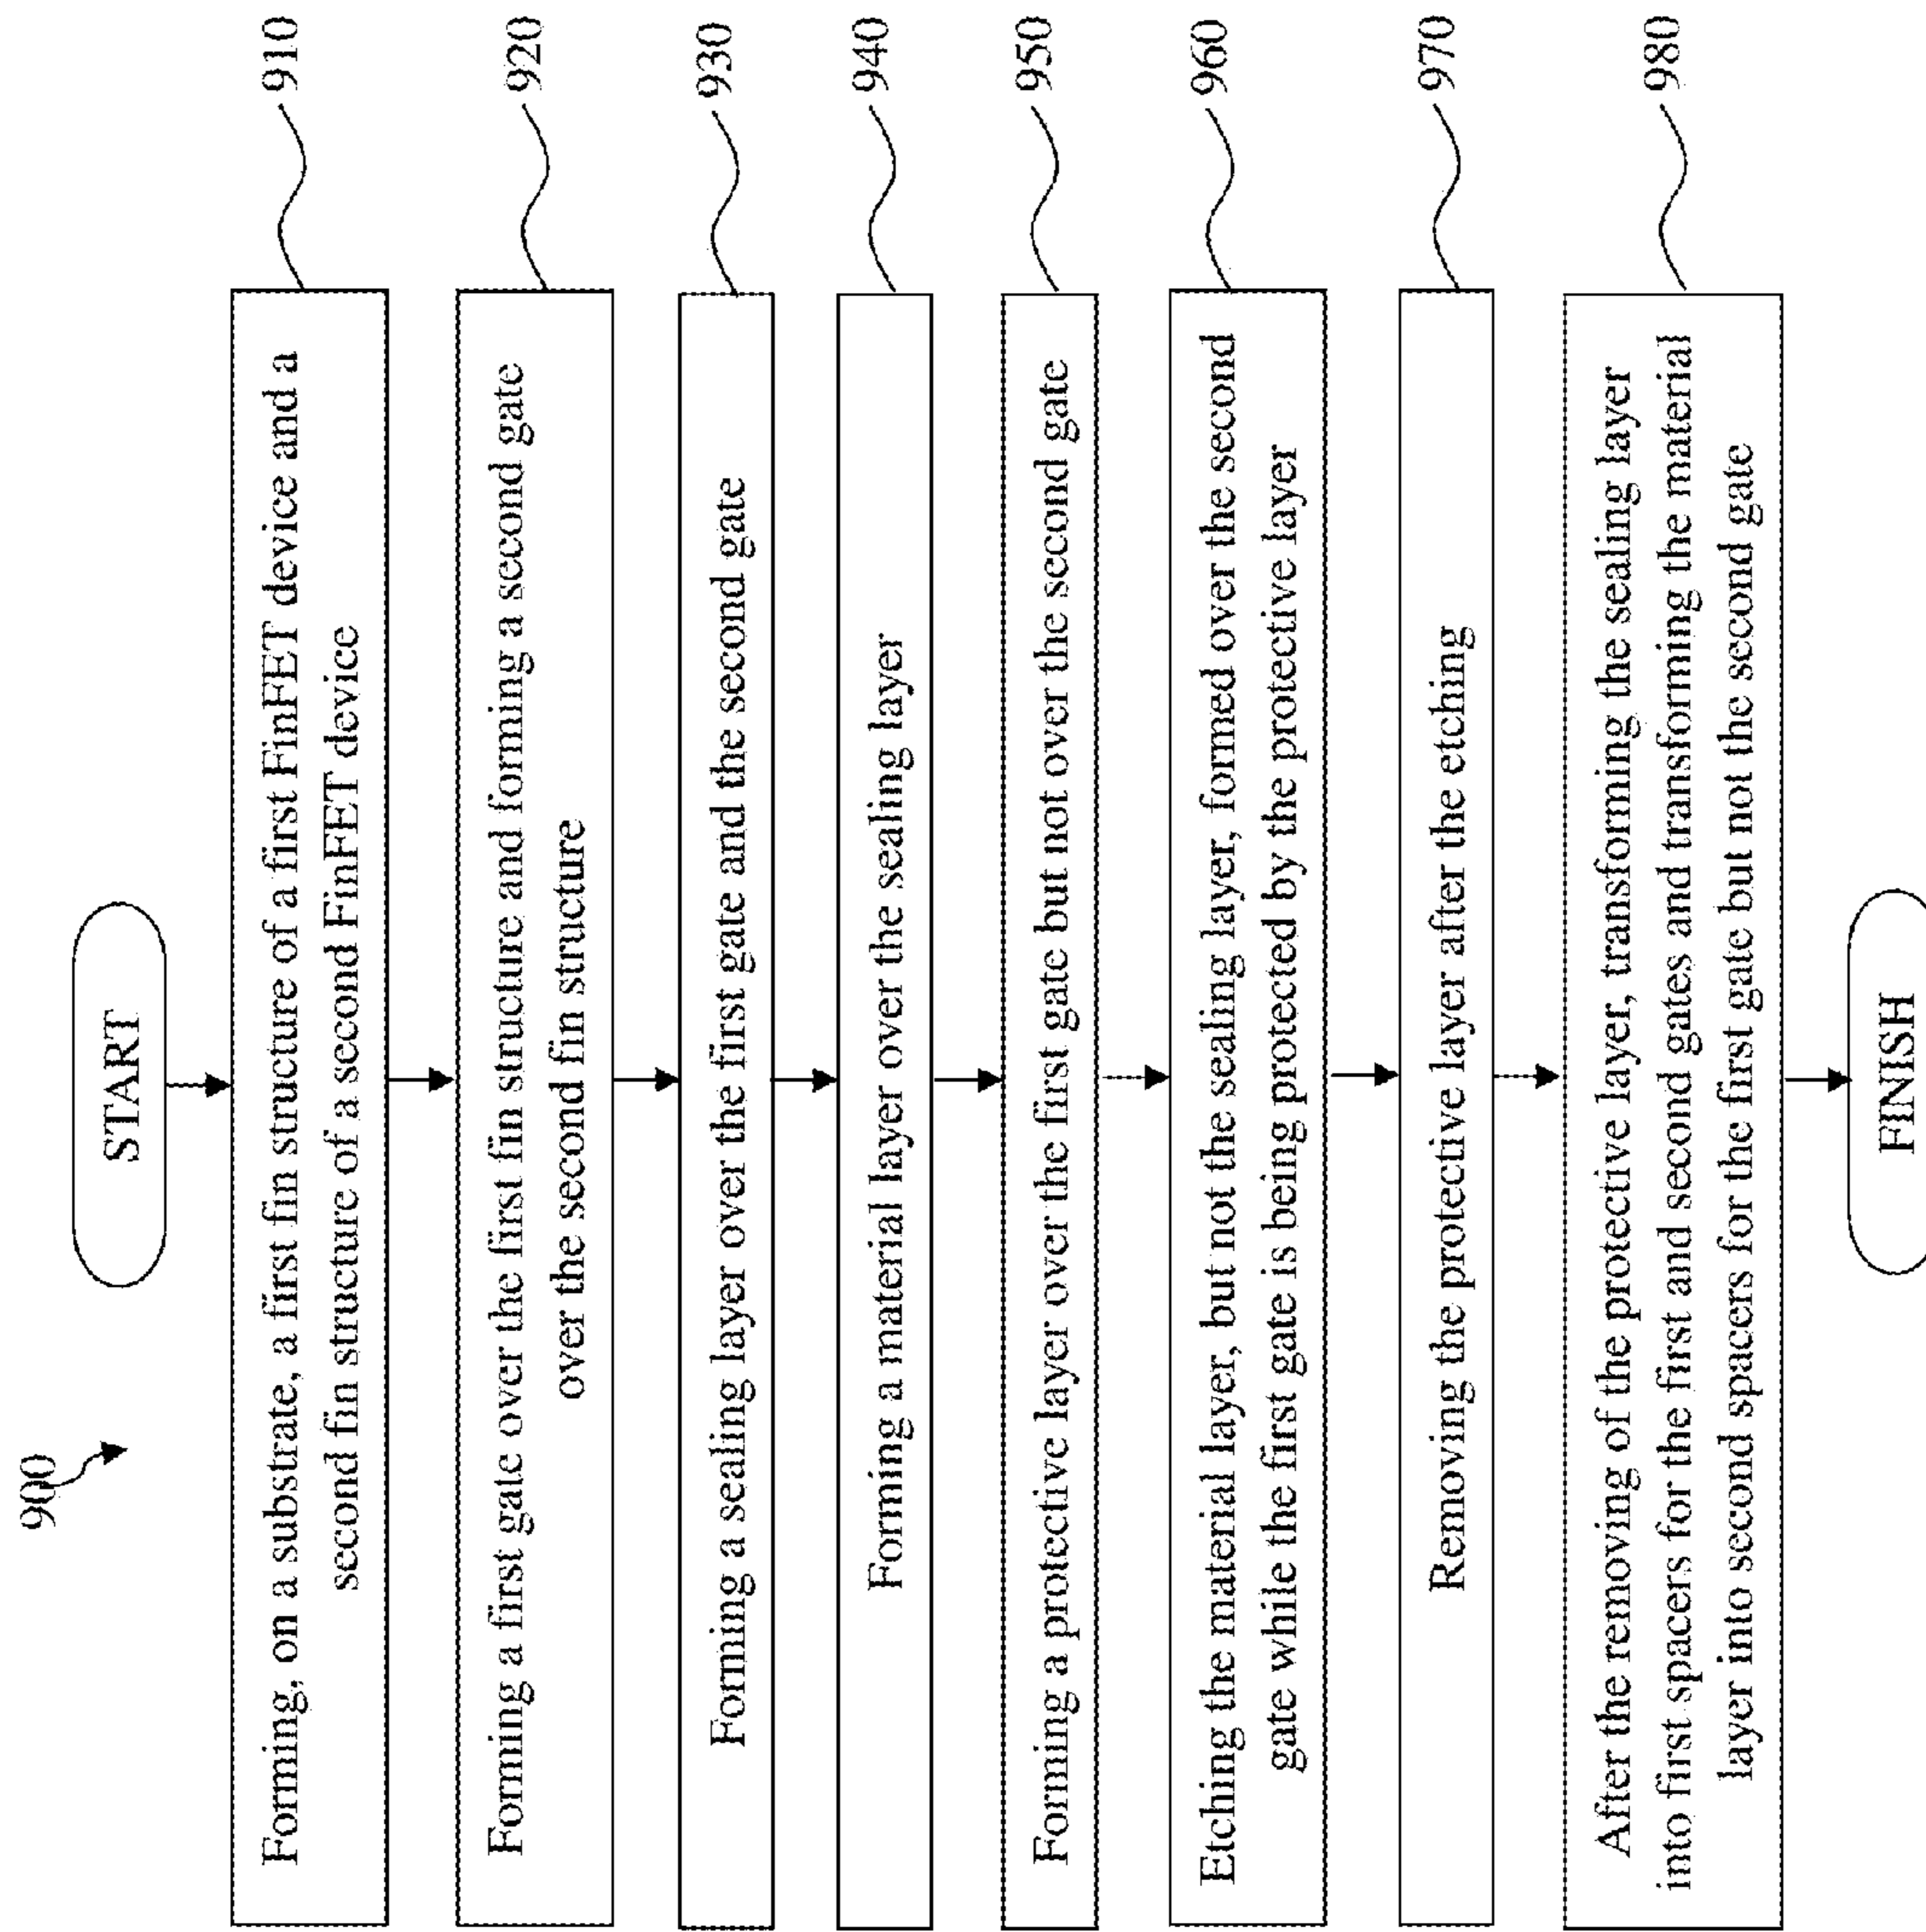 900
START
Forming, on a substrate, a first fin structure of a first FinFET device and a
second fin structure of a second FinFET device
910
Forming a first gate over the first fin structure and forming a second gate
over the second fin structure
920
Forming a sealing layer over the first gate and the second gate
930
Forming a material layer over the sealing layer
940
Forming a protective layer over the first gate but not over the second gate
950
Etching the material layer, but not the sealing layer, formed over the second
gate while the first gate is being protected by the protective layer
960
Removing the protective layer after the etching
970
After the removing of the protective layer, transforming the sealing layer
into first spacers for the first and second gates and transforming the material
layer into second spacers for the first gate but not the second gate
980
FINISH